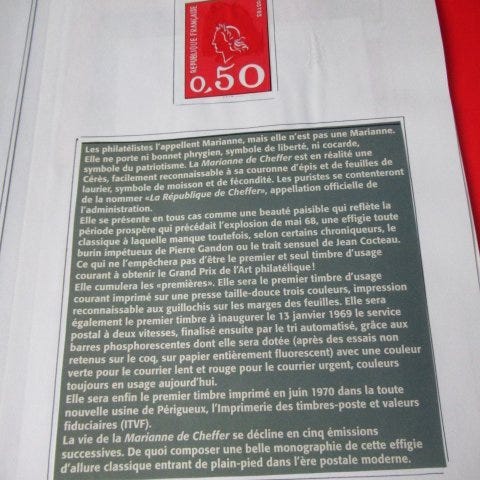 RÉPUBLIQUE FRANÇAISE
POSTES
0,50
Les philatélistes l'appellent Marianne, mais elle n'est pas une Marianne.
Elle ne porte ni bonnet phrygien, symbole de liberté, ni cocarde,
symbole du patriotisme. La Marianne de Cheffer est en réalité une
Cérès, facilement reconnaissable à sa couronne d'épis et de feuilles de
laurier, symbole de moisson et de fécondité. Les puristes se contenteront
de la nommer «La République de Cheffer», appellation officielle de
l'administration.
Elle se présente en tous cas comme une beauté paisible qui reflète la
période prospère qui précédait l'explosion de mai 68, une effigie toute
classique à laquelle manque toutefois, selon certains chroniqueurs, le
burin impétueux de Pierre Gandon ou le trait sensuel de Jean Cocteau.
Ce qui ne l'empêchera pas d'être le premier et seul timbre d'usage
courant à obtenir le Grand Prix de l'Art philatélique !
Elle cumulera les «premières». Elle sera le premier timbre d'usage
courant imprimé sur une presse taille-douce trois couleurs, impression
reconnaissable aux guillochis sur les marges des feuilles. Elle sera
également le premier timbre à inaugurer le 13 janvier 1969 le service
postal à deux vitesses, finalisé ensuite par le tri automatisé, grâce aux
barres phosphorescentes dont elle sera dotée (après des essais non
retenus sur le coq, sur papier entièrement fluorescent) avec une couleur
verte pour le courrier lent et rouge pour le courrier urgent, couleurs
toujours en usage aujourd'hui.
Elle sera enfin le premier timbre imprimé en juin 1970 dans la toute
nouvelle usine de Périgueux, l'Imprimerie des timbres-poste et valeurs
fiduciaires (ITVF).
La vie de la Marianne de Cheffer se décline en cinq émissions
successives. De quoi composer une belle monographie de cette effigie
d'allure classique entrant de plain-pied dans l'ère postale moderne.